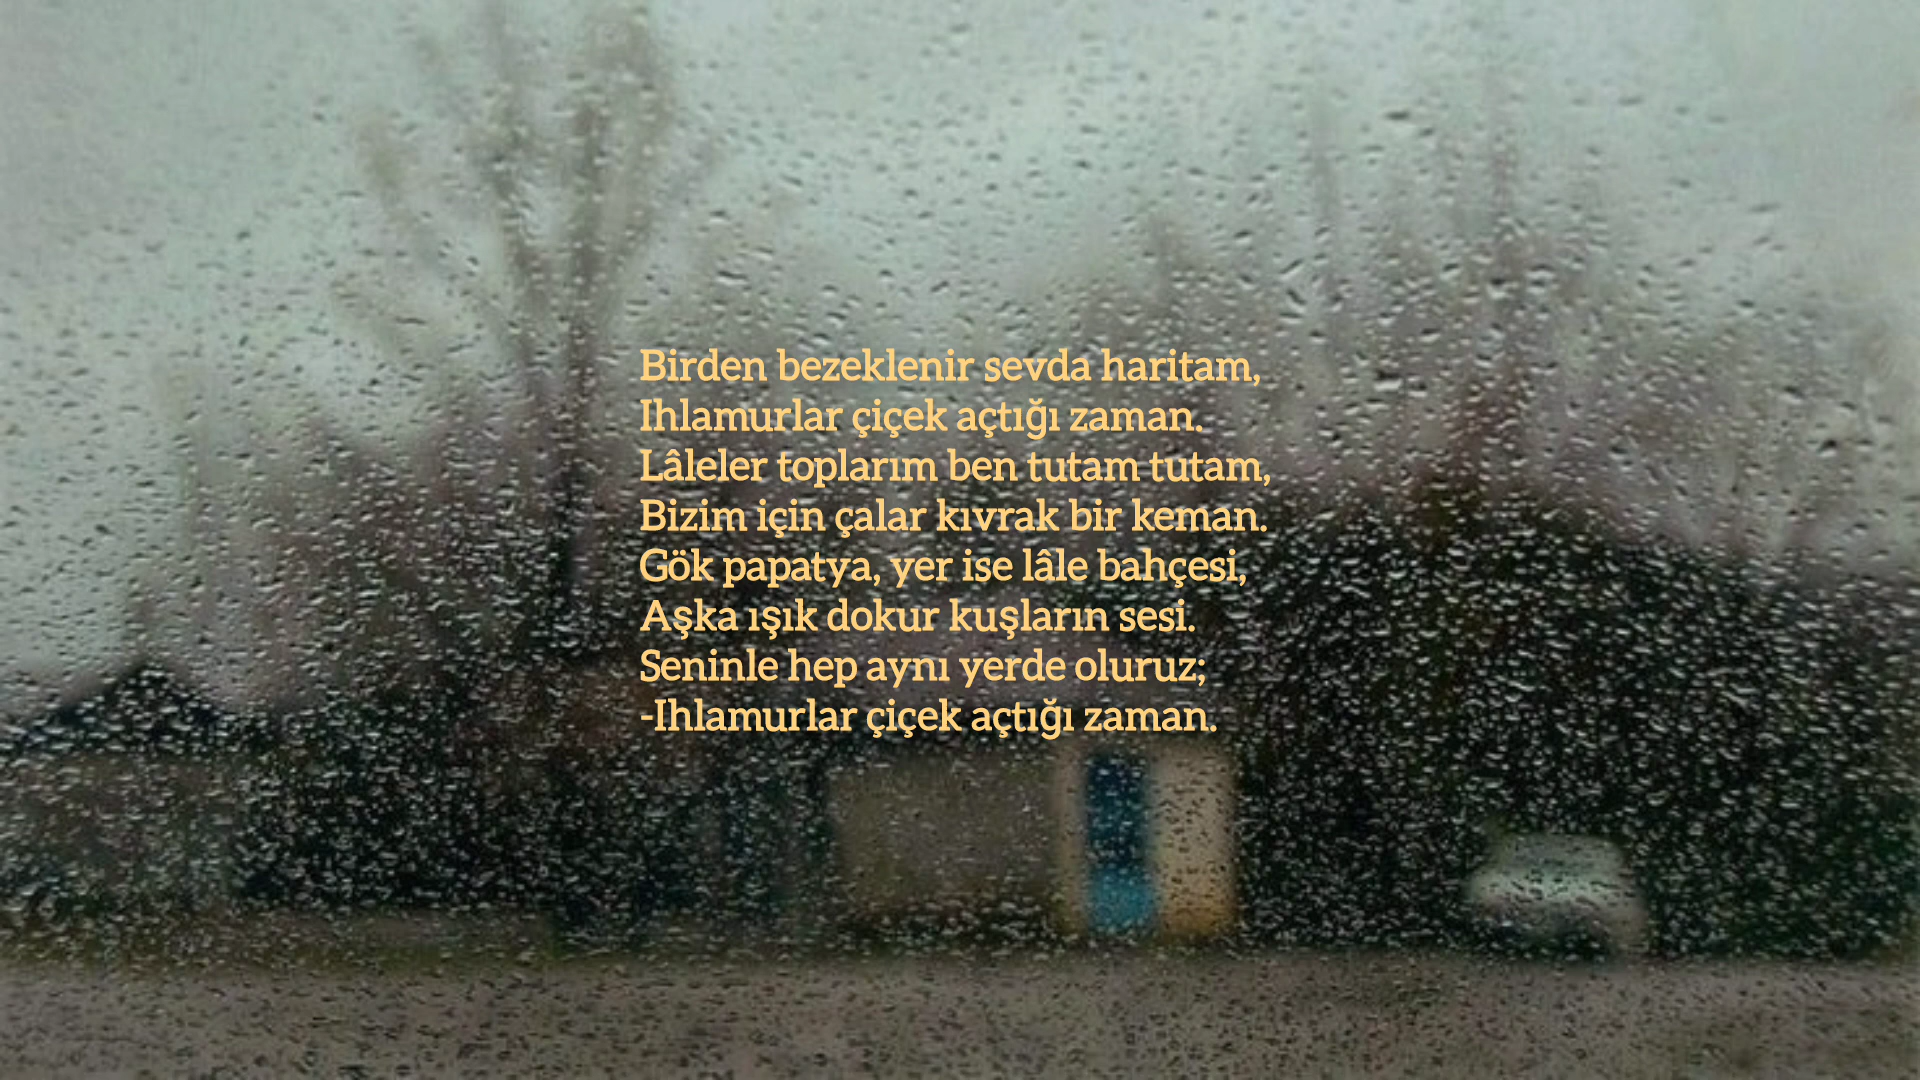 Birden bezeklenir sevda haritam,
Ihlamurlar çiçek açtığı zaman.
Lâleler toplarım ben tutam tutam,
Bizim için çalar kıvrak bir keman.
Gök papatya, yer ise lâle bahçesi,
Aşka ışık dokur kuşların sesi.
Seninle hep aynı yerde oluruz;
-Ihlamurlar çiçek açtığı zaman.